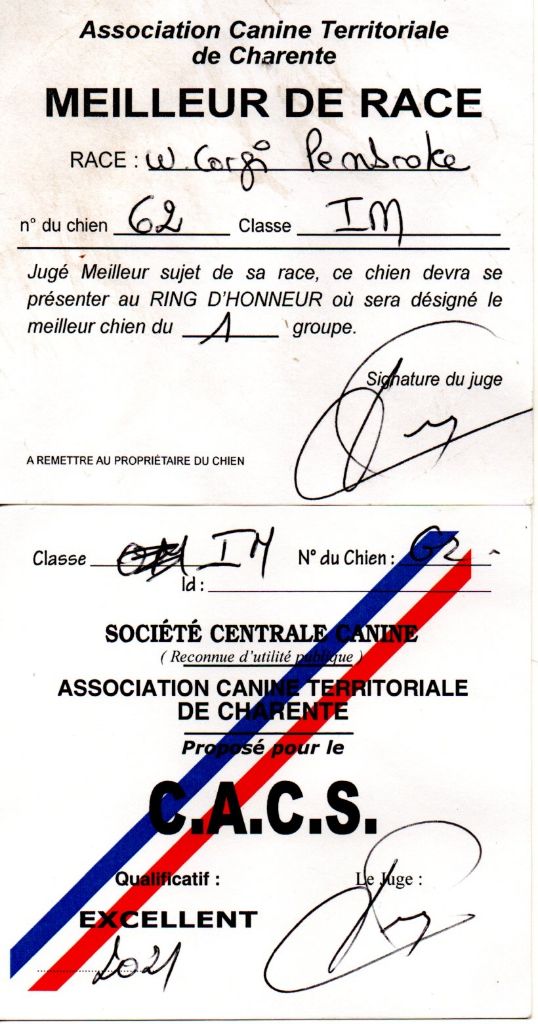 Association Canine Territoriale
de Charente
MEILLEUR DE RACE
RACE : W. Corgi Pembroke
n° du chien 62 Classe IM
Jugé Meilleur sujet de sa race, ce chien devra se
présenter au RING D'HONNEUR où sera désigné le
meilleur chien du 1 groupe.
Signature du juge
A REMETTRE AU PROPRIÉTAIRE DU CHIEN
Classe IM N° du Chien : 62
Id :
SOCIÉTÉ CENTRALE CANINE
( Reconnue d'utilité publique )
ASSOCIATION CANINE TERRITORIALE
DE CHARENTE
Proposé pour le
C.A.C.S.
Qualificatif : Le Juge :
EXCELLENT
2021